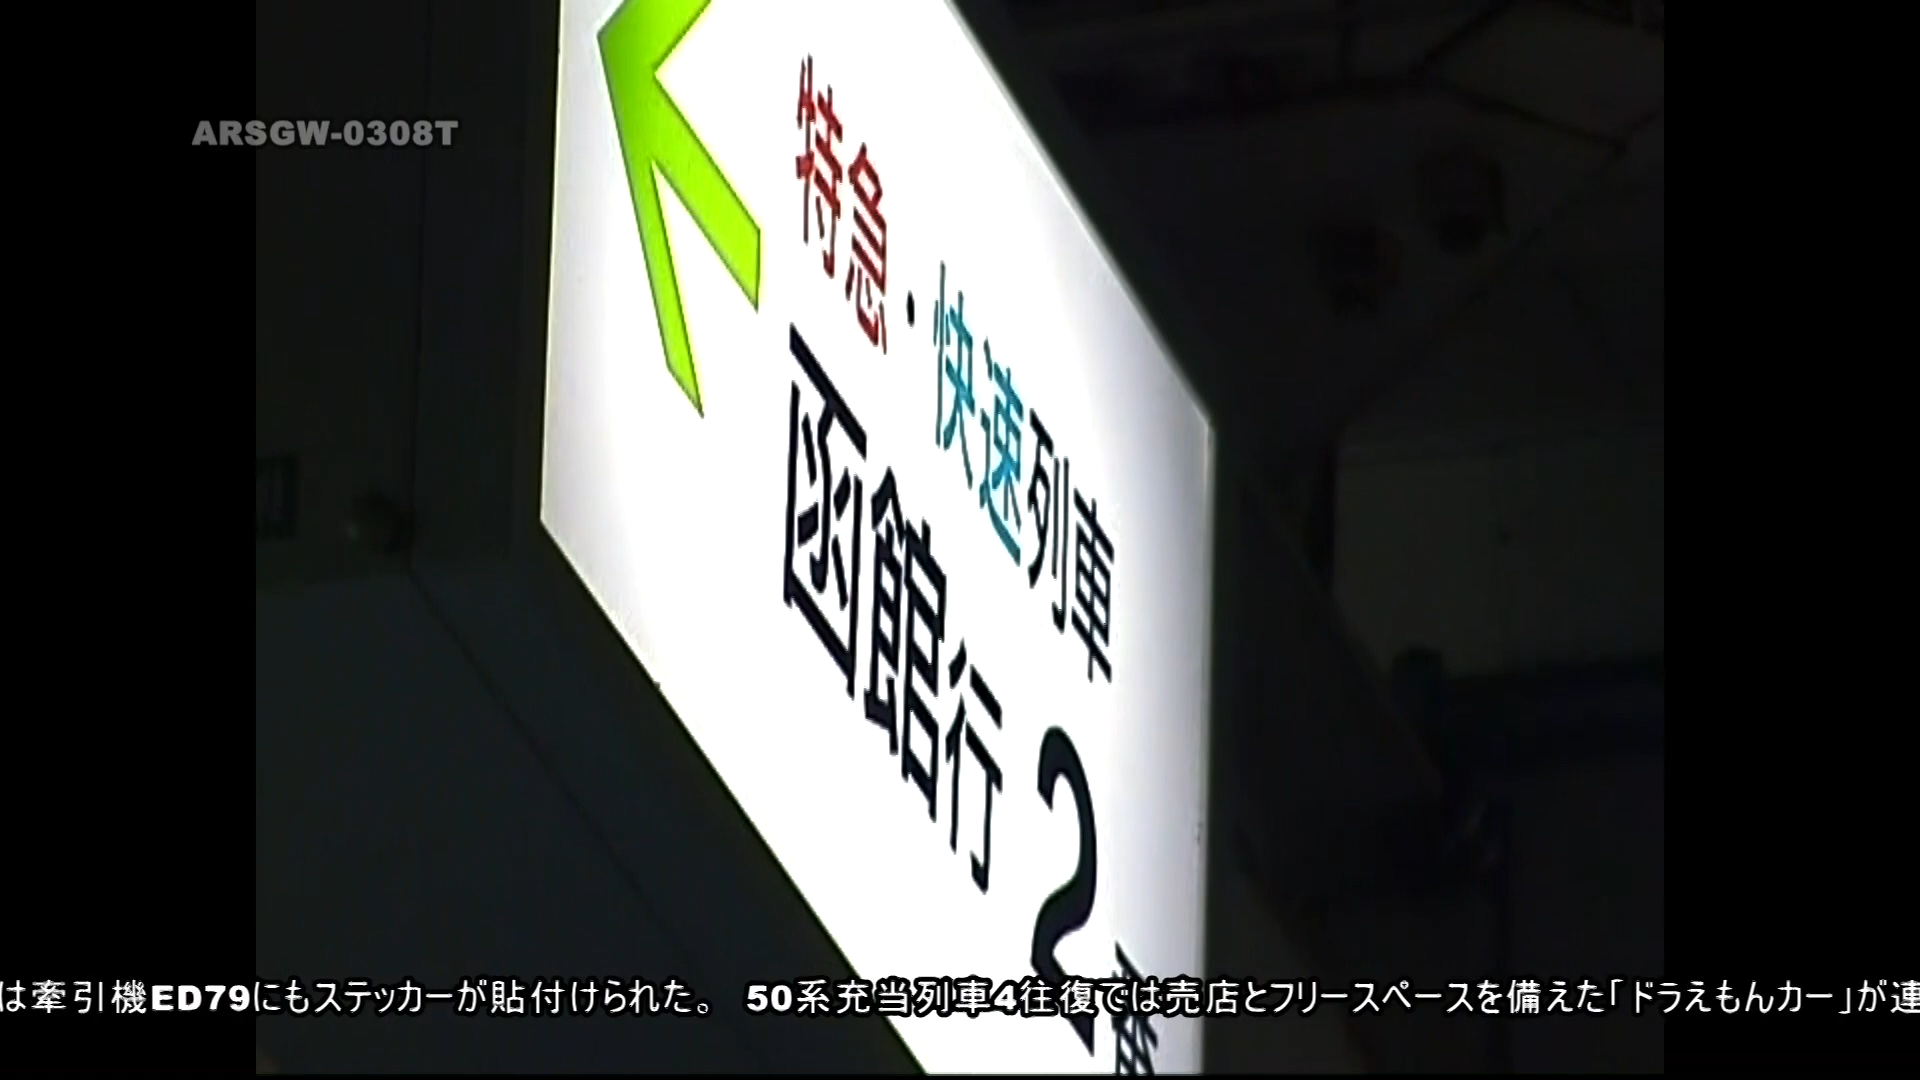 ARSGW-0308T
特急・快速列車
函館行 2番
は牽引機ED79にもステッカーが貼付けられた。 50系充当列車4往復では売店とフリースペースを備えた「ドラえもんカー」が連